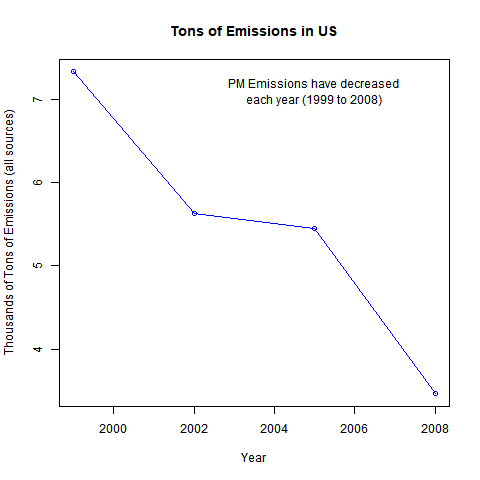 Tons of Emissions in US
PM Emissions have decreased
each year (1999 to 2008)
Thousands of Tons of Emissions (all sources)
7
6
5
4
2000 2002 2004 2006 2008
Year